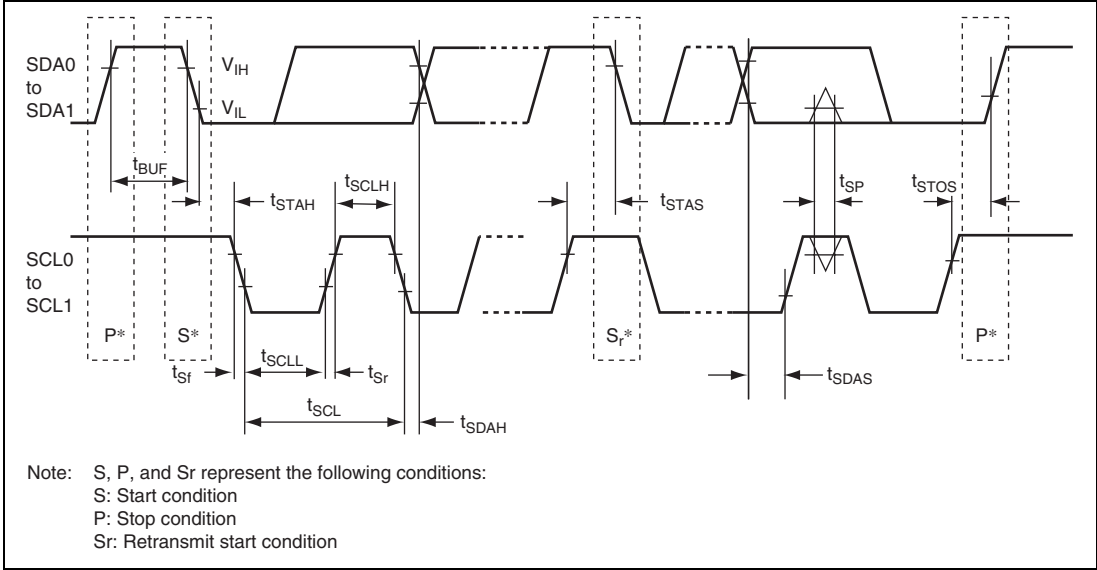 SDA0
to
SDA1
VIH
VIL
tBUF
tSTAH
tSCLH
tSTAS
tSP
tSTOS
SCL0
to
SCL1
P*
S*
Sr*
P*
tSf
tSCLL
tSr
tSCL
tSDAH
tSDAS
Note: S, P, and Sr represent the following conditions:
S: Start condition
P: Stop condition
Sr: Retransmit start condition